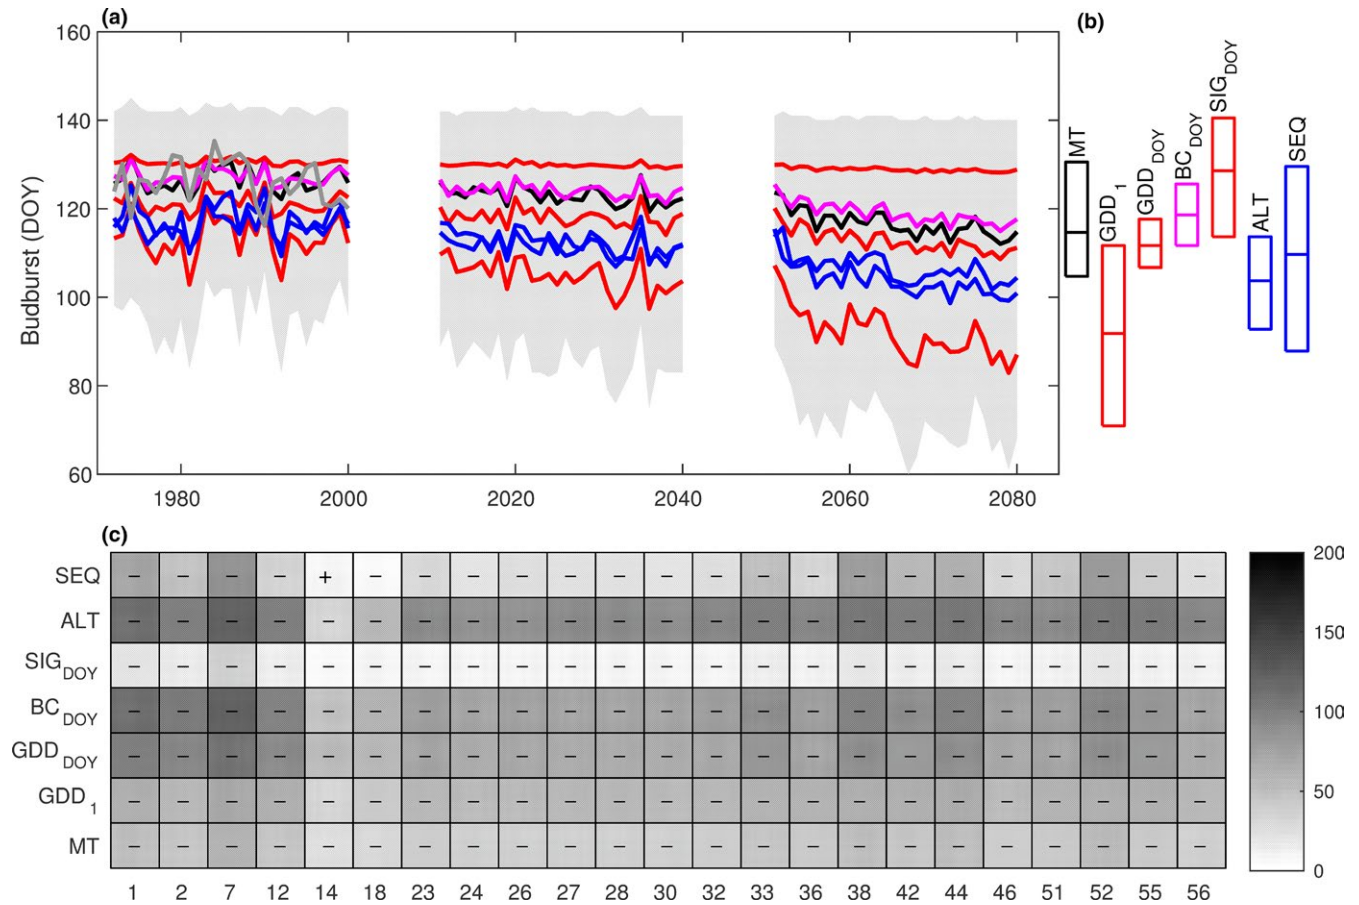 (a)
(b)
Budburst (DOY)
160
140
120
100
80
60
1980
2000
2020
2040
2060
2080
MT
GDD1
GDDDOY
BCDOY
SIGDOY
ALT
SEQ
(c)
SEQ – – – – + – – – – – – – – – – – – – – – – – –
ALT – – – – – – – – – – – – – – – – – – – – – – –
SIGDOY – – – – – – – – – – – – – – – – – – – – – – –
BCDOY – – – – – – – – – – – – – – – – – – – – – – –
GDDDOY – – – – – – – – – – – – – – – – – – – – – – –
GDD1 – – – – – – – – – – – – – – – – – – – – – – –
MT – – – – – – – – – – – – – – – – – – – – – – –
1 2 7 12 14 18 23 24 26 27 28 30 32 33 36 38 42 44 46 51 52 55 56
200
150
100
50
0